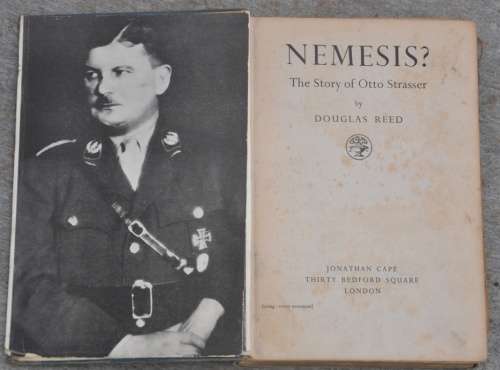 NEMESIS?
The Story of Otto Strasser
by
DOUGLAS REED
JONATHAN CAPE
THIRTY BEDFORD SQUARE
LONDON